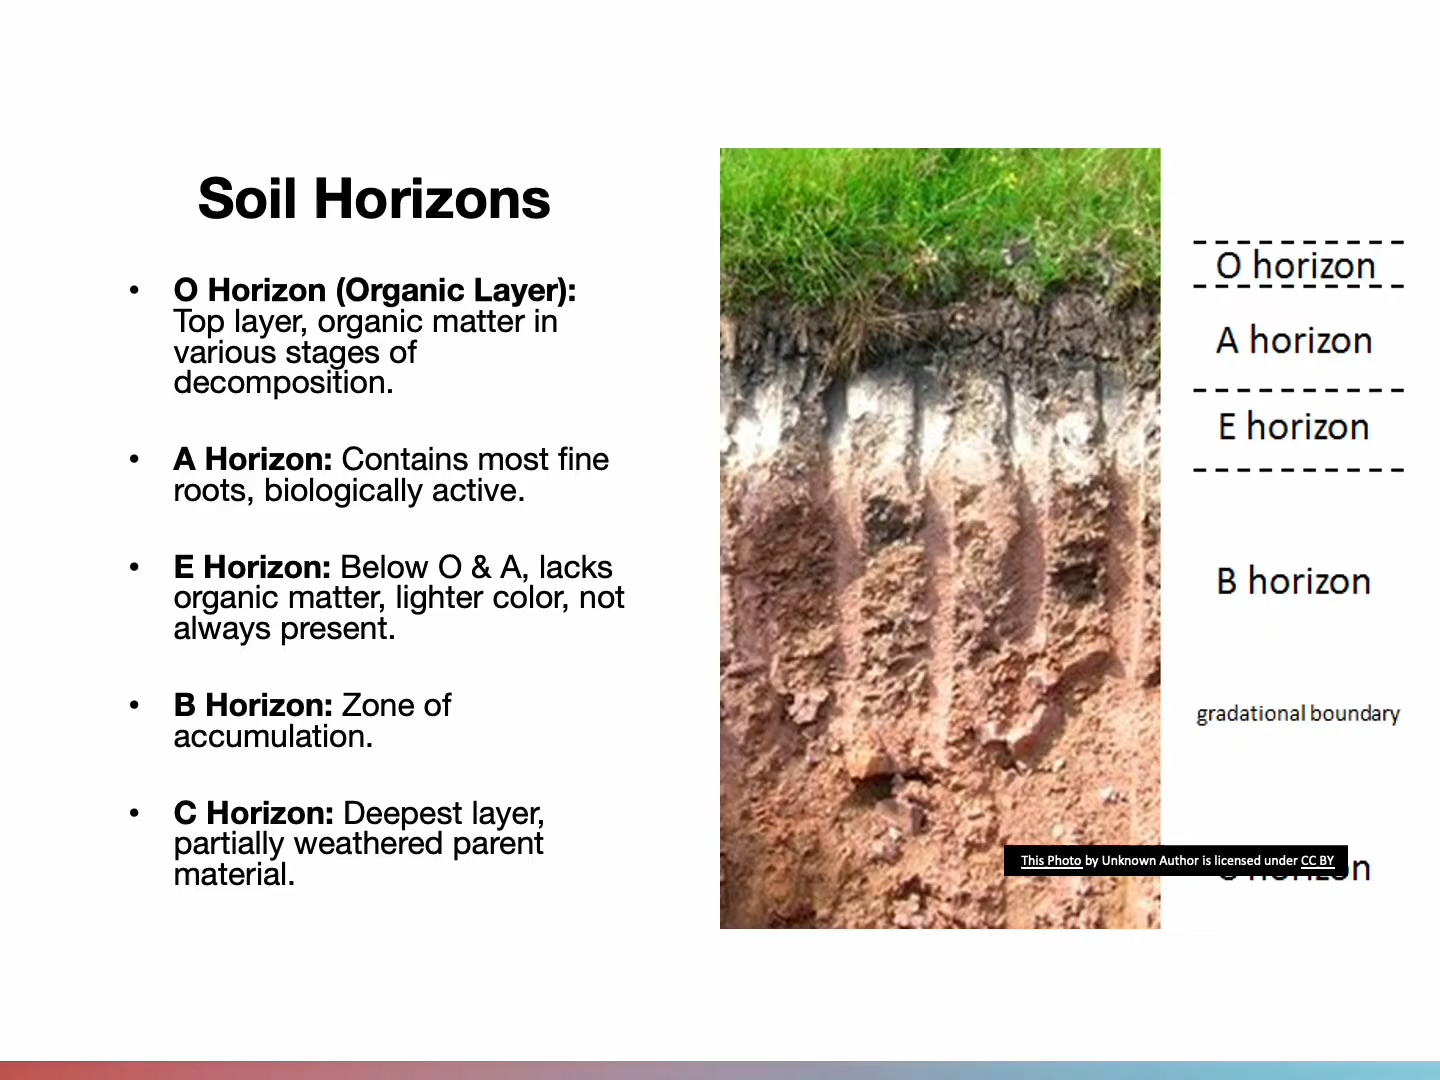 Soil Horizons
• O Horizon (Organic Layer):
Top layer, organic matter in
various stages of
decomposition.
• A Horizon: Contains most fine
roots, biologically active.
• E Horizon: Below O & A, lacks
organic matter, lighter color, not
always present.
• B Horizon: Zone of
accumulation.
• C Horizon: Deepest layer,
partially weathered parent
material.
O horizon
A horizon
E horizon
B horizon
gradational boundary
This Photo by Unknown Author is licensed under CC BY